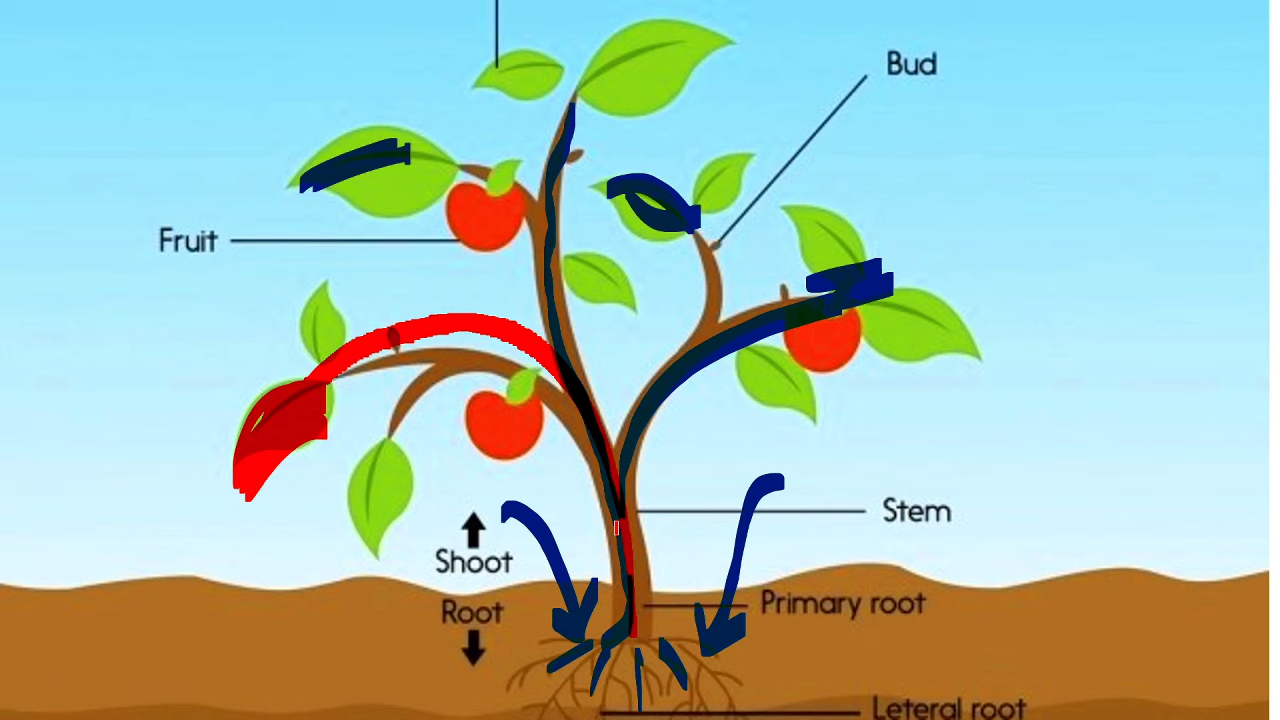 Bud
Fruit
Stem
Shoot
Root
Primary root
Leteral root